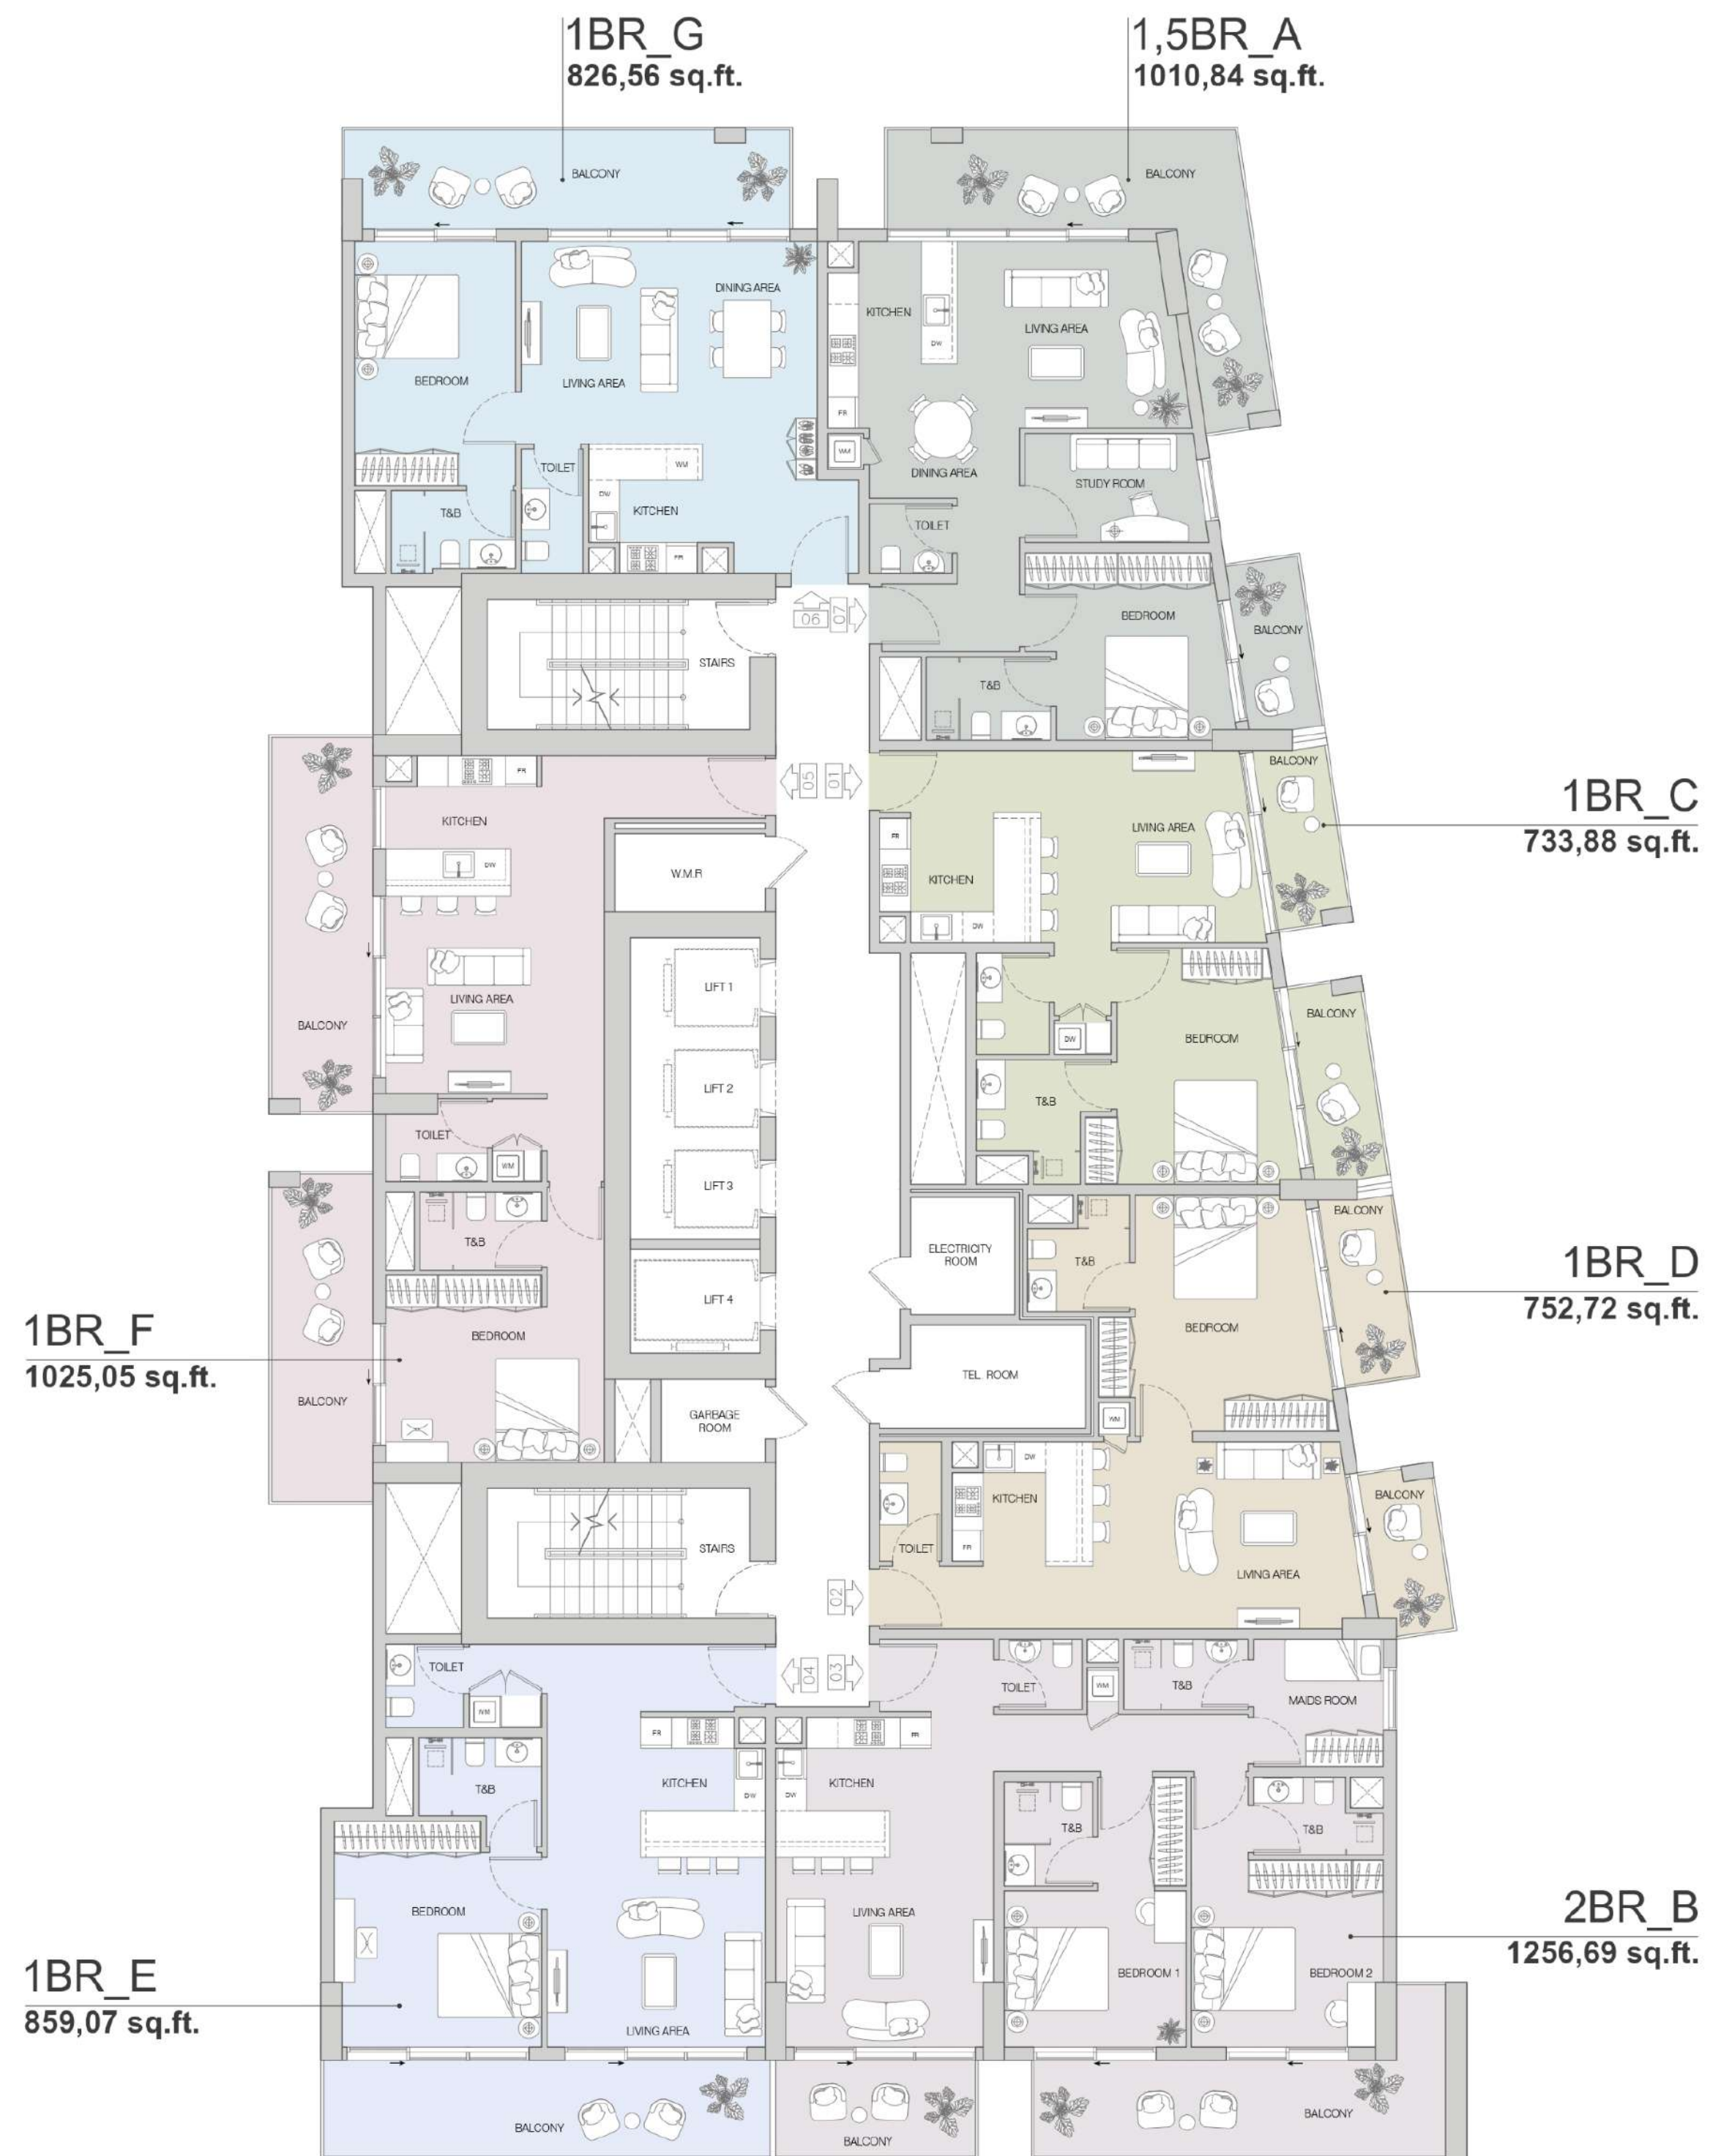 1BR_G
826,56 sq.ft.
1,5BR_A
1010,84 sq.ft.
BALCONY
BALCONY
DINING AREA
LIVING AREA
BEDROOM
TOILET
WM
DW
KITCHEN
T&B
FR
KITCHEN
LIVING AREA
DW
FR
WM
DINING AREA
STUDY ROOM
TOILET
BEDROOM
BALCONY
T&B
06
07
STAIRS
05
01
FR
KITCHEN
DW
LIVING AREA
BALCONY
W.M.R
LIFT 1
LIFT 2
LIFT 3
LIFT 4
TOILET
WM
T&B
BEDROOM
BALCONY
1BR_F
1025,05 sq.ft.
GARBAGE
ROOM
BALCONY
LIVING AREA
FR
KITCHEN
DW
1BR_C
733,88 sq.ft.
BALCONY
BEDROOM
DW
T&B
ELECTRICITY
ROOM
TEL. ROOM
BALCONY
T&B
BEDROOM
WM
1BR_D
752,72 sq.ft.
DW
KITCHEN
FR
TOILET
BALCONY
LIVING AREA
STAIRS
02
04
03
TOILET
WM
T&B
FR
KITCHEN
DW
BEDROOM
LIVING AREA
BALCONY
1BR_E
859,07 sq.ft.
TOILET
WM
T&B
MAIDS ROOM
FR
KITCHEN
DW
T&B
T&B
LIVING AREA
BEDROOM 1
BEDROOM 2
2BR_B
1256,69 sq.ft.
BALCONY
BALCONY